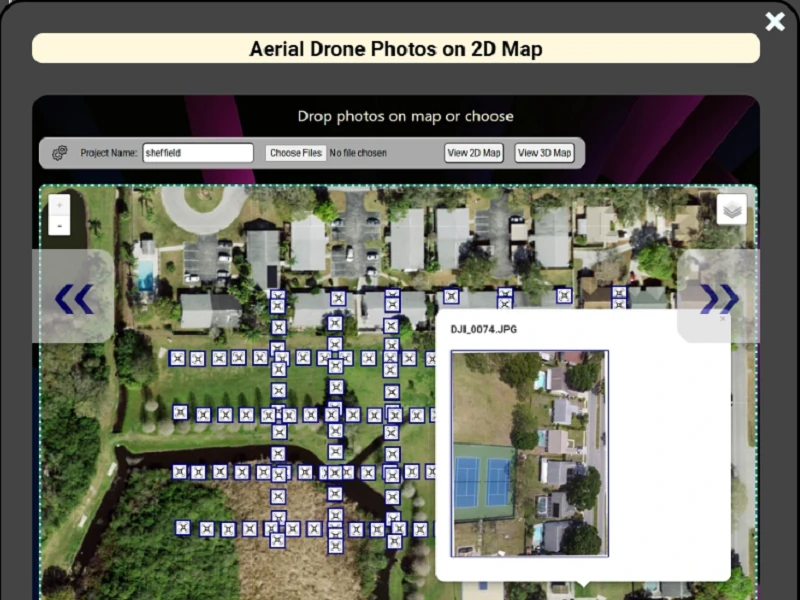 Aerial Drone Photos on 2D Map
Drop photos on map or choose
Project Name: sheffield Choose Files No file chosen View 2D Map View 3D Map
+
-
DJI_0074.JPG